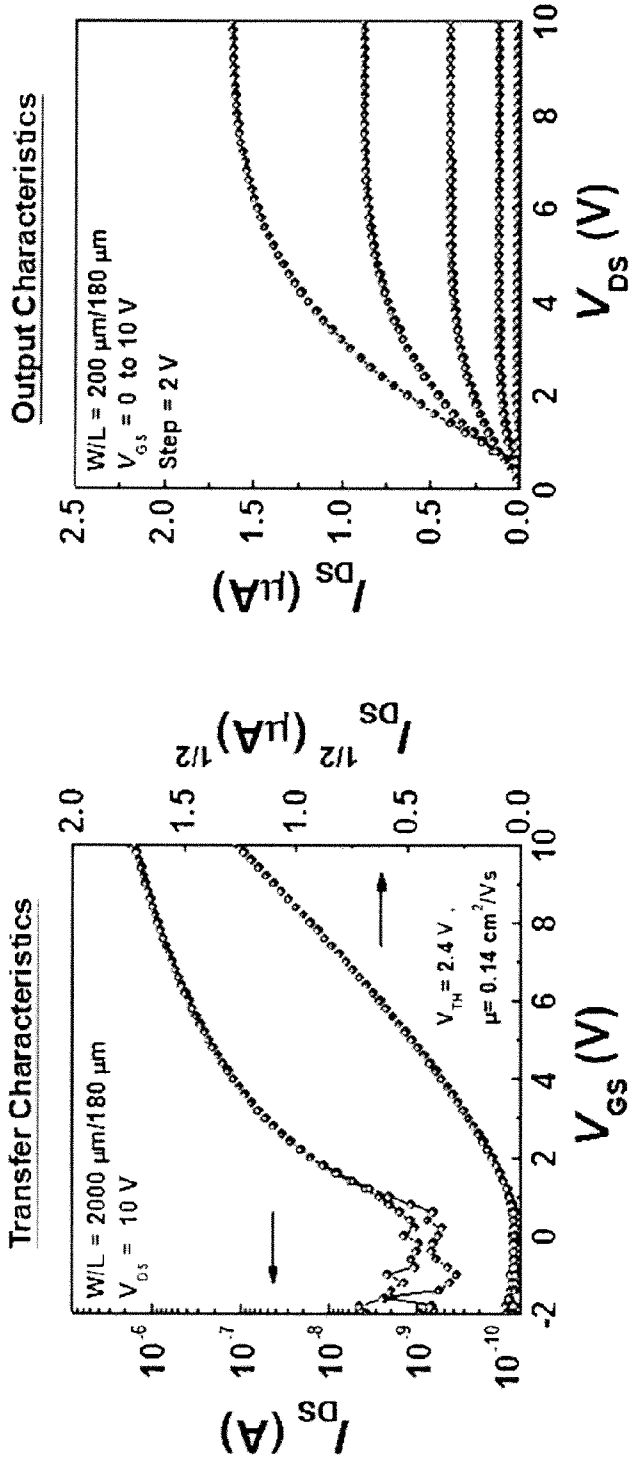 Transfer Characteristics
W/L = 2000 μm/180 μm
V_DS = 10 V
V_TH = 2.4 V .
μ= 0.14 cm²/Vs
I_DS (A)
10⁻⁶
10⁻⁷
10⁻⁸
10⁻⁹
10⁻¹⁰
-2 0 2 4 6 8 10
V_GS (V)
2.0
1.5
1.0
0.5
0.0
I_DS ^1/2 (μA)^1/2
Output Characteristics
W/L = 200 μm/180 μm
V_GS = 0 to 10 V
Step = 2 V
I_DS (μA)
2.5
2.0
1.5
1.0
0.5
0.0
0 2 4 6 8 10
V_DS (V)